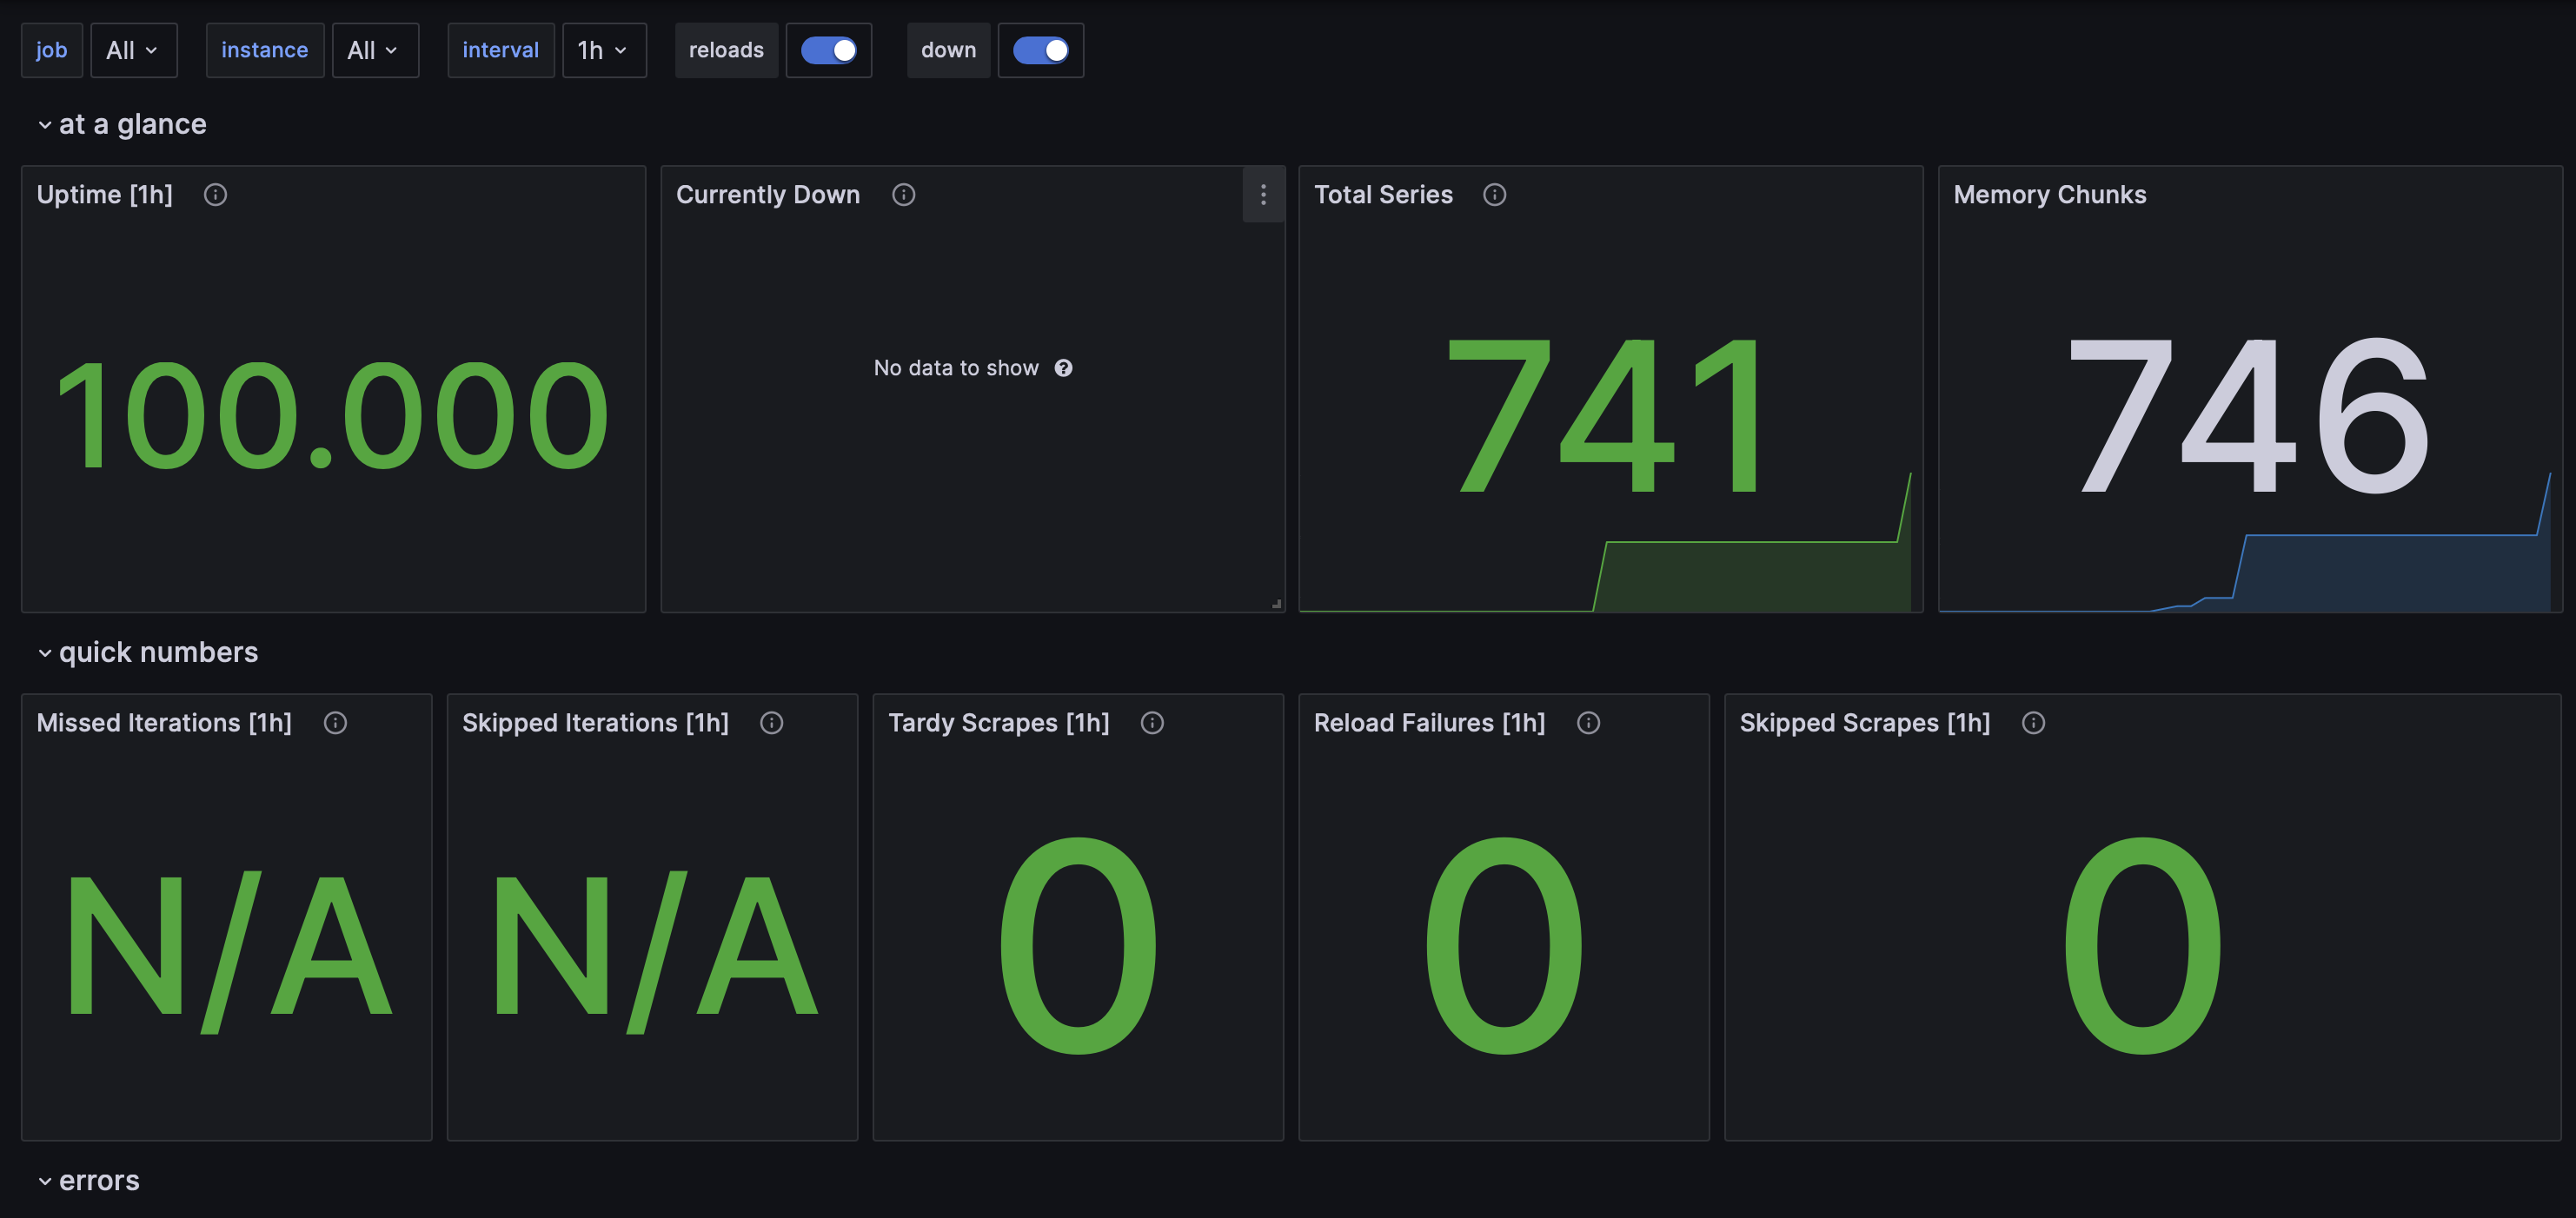 job All instance All interval 1h reloads down
at a glance
Uptime [1h] Currently Down Total Series Memory Chunks
No data to show
100.000 741 746
quick numbers
Missed Iterations [1h] Skipped Iterations [1h] Tardy Scrapes [1h] Reload Failures [1h] Skipped Scrapes [1h]
N/A N/A 0 0 0
errors